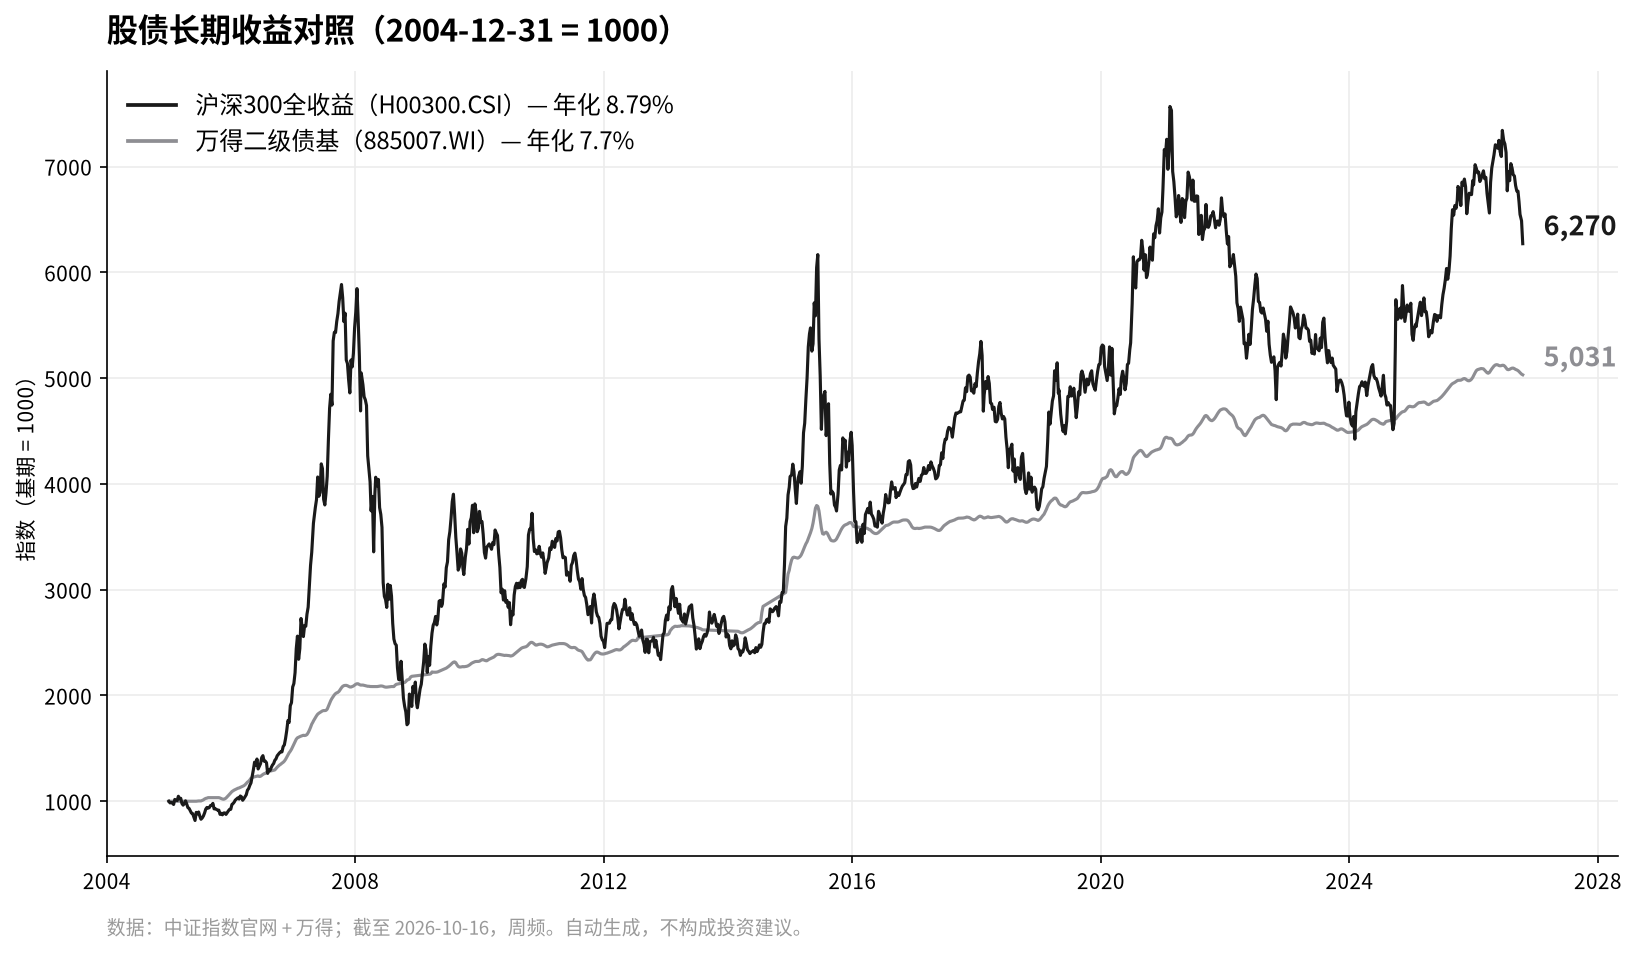 股债长期收益对照（2004-12-31 = 1000）
沪深300全收益（H00300.CSI）— 年化 8.79%
万得二级债基（885007.WI）— 年化 7.7%
指数（基期 = 1000）
7000
6000
5000
4000
3000
2000
1000
6,270
5,031
2004 2008 2012 2016 2020 2024 2028
数据：中证指数官网 + 万得；截至 2026-10-16，周频。自动生成，不构成投资建议。